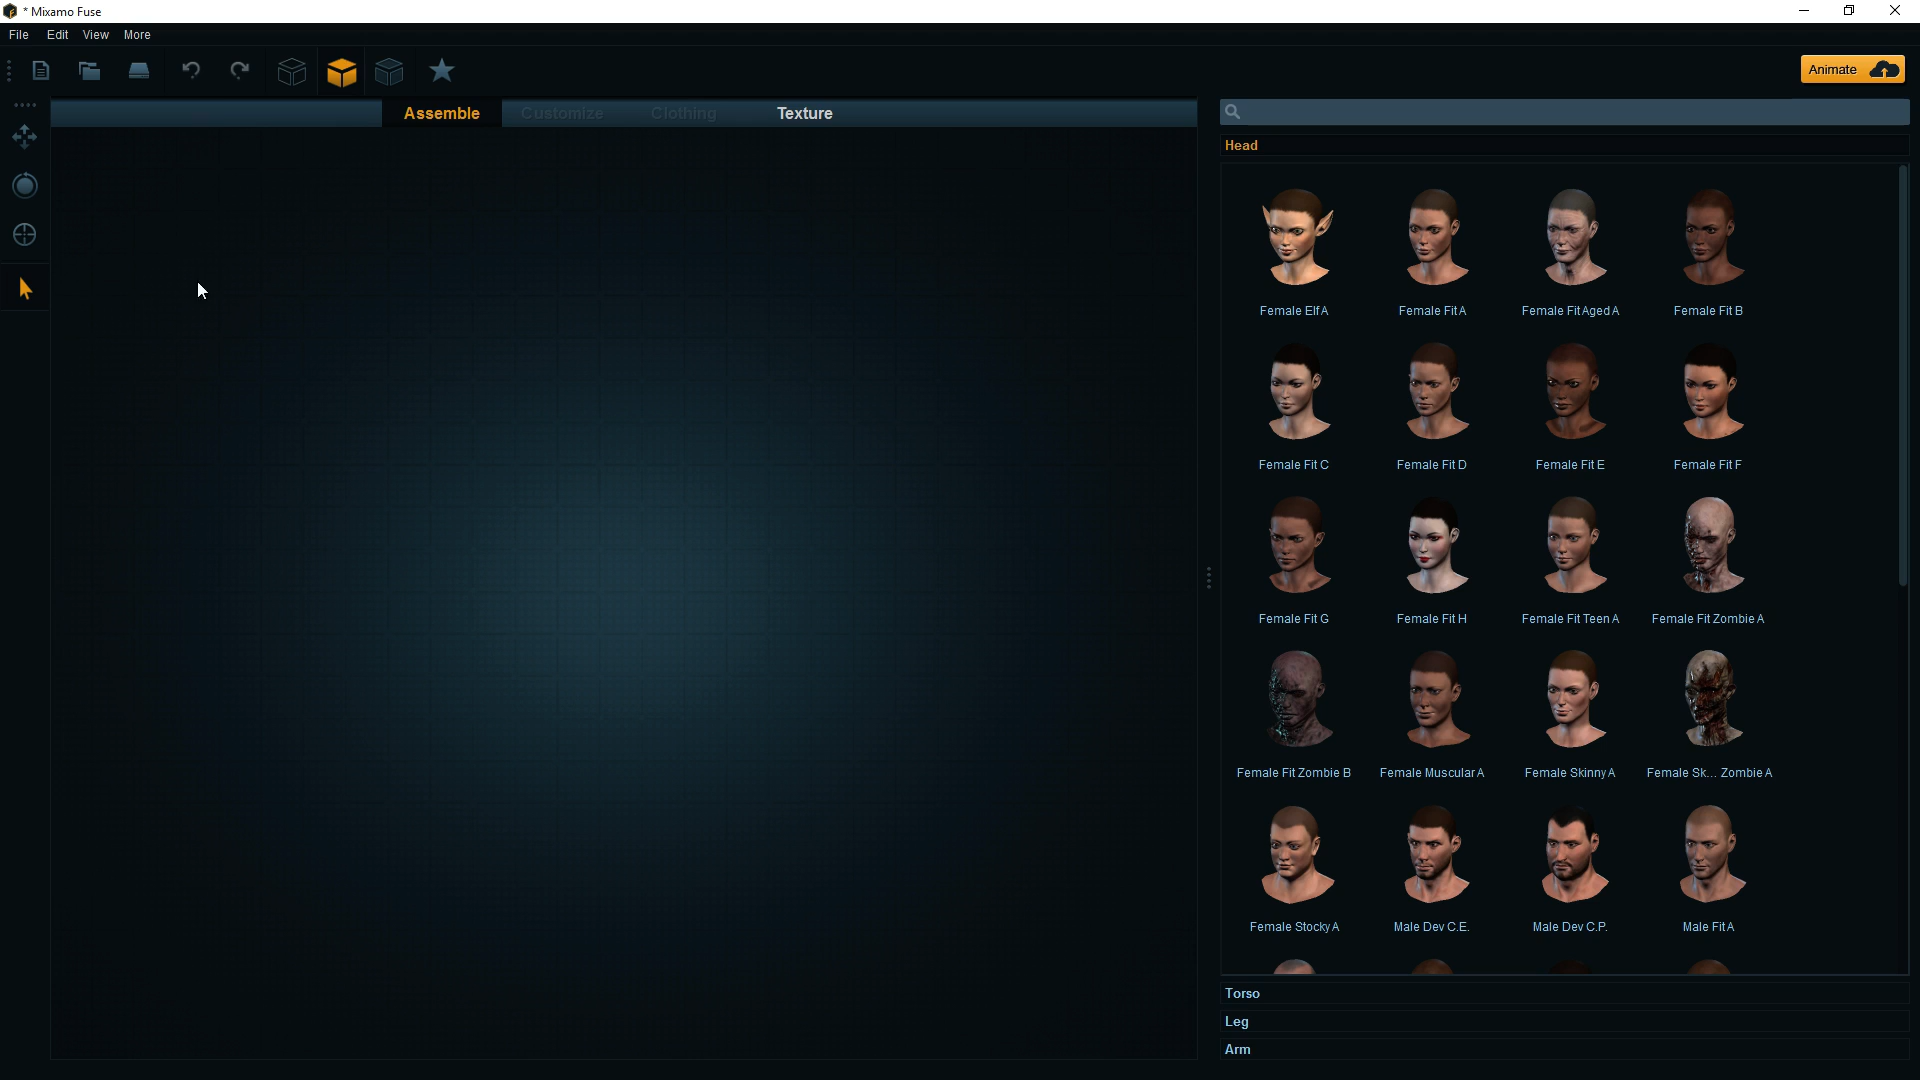 * Mixamo Fuse
File Edit View More
Animate
Assemble Customize Clothing Texture
Head
Female Elf A Female Fit A Female Fit Aged A Female Fit B
Female Fit C Female Fit D Female Fit E Female Fit F
Female Fit G Female Fit H Female Fit Teen A Female Fit Zombie A
Female Fit Zombie B Female Muscular A Female Skinny A Female Sk... Zombie A
Female Stocky A Male Dev C.E. Male Dev C.P. Male Fit A
Torso
Leg
Arm